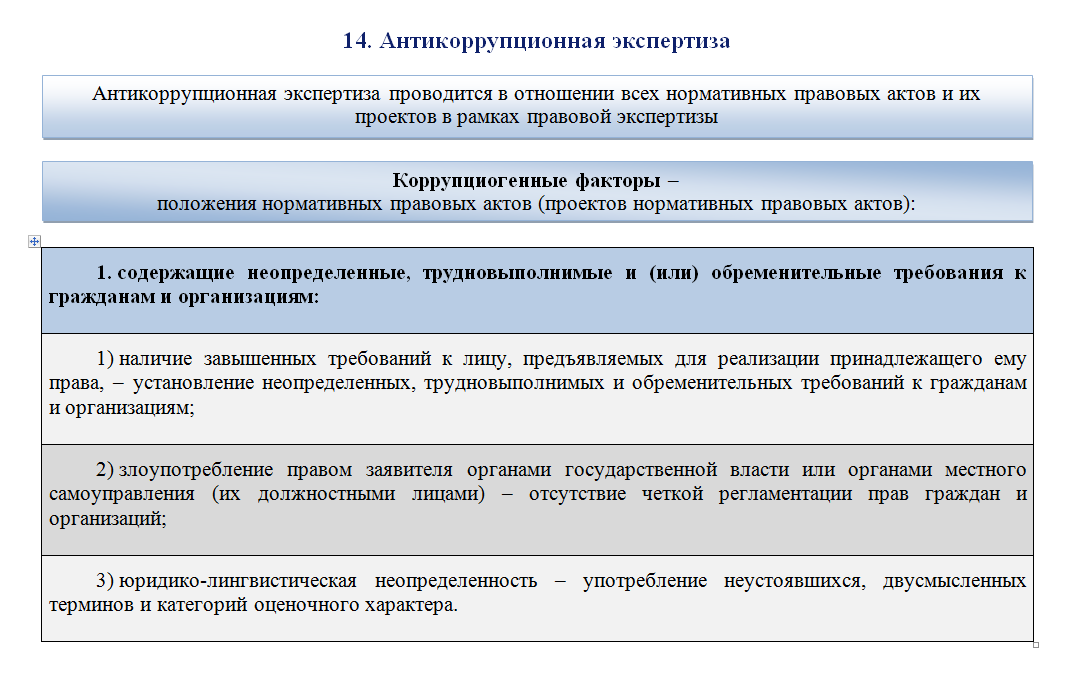 14. Антикоррупционная экспертиза
Антикоррупционная экспертиза проводится в отношении всех нормативных правовых актов и их
проектов в рамках правовой экспертизы
Коррупциогенные факторы –
положения нормативных правовых актов (проектов нормативных правовых актов):
1. содержащие неопределенные, трудновыполнимые и (или) обременительные требования к
гражданам и организациям:
1) наличие завышенных требований к лицу, предъявляемых для реализации принадлежащего ему
права, – установление неопределенных, трудновыполнимых и обременительных требований к гражданам
и организациям;
2) злоупотребление правом заявителя органами государственной власти или органами местного
самоуправления (их должностными лицами) – отсутствие четкой регламентации прав граждан и
организаций;
3) юридико-лингвистическая неопределенность – употребление неустоявшихся, двусмысленных
терминов и категорий оценочного характера.